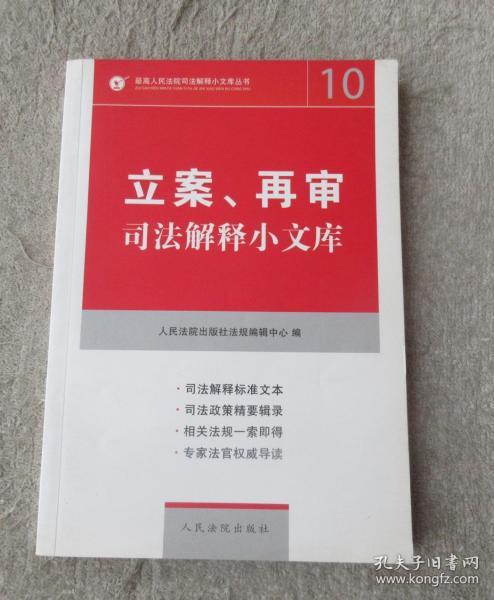 最高人民法院司法解释小文库丛书
10
立案、再审
司法解释小文库
人民法院出版社法规编辑中心 编
·司法解释标准文本
·司法政策精要辑录
·相关法规一索即得
·专家法官权威导读
人民法院出版社
孔夫子旧书网
www.kongfz.com